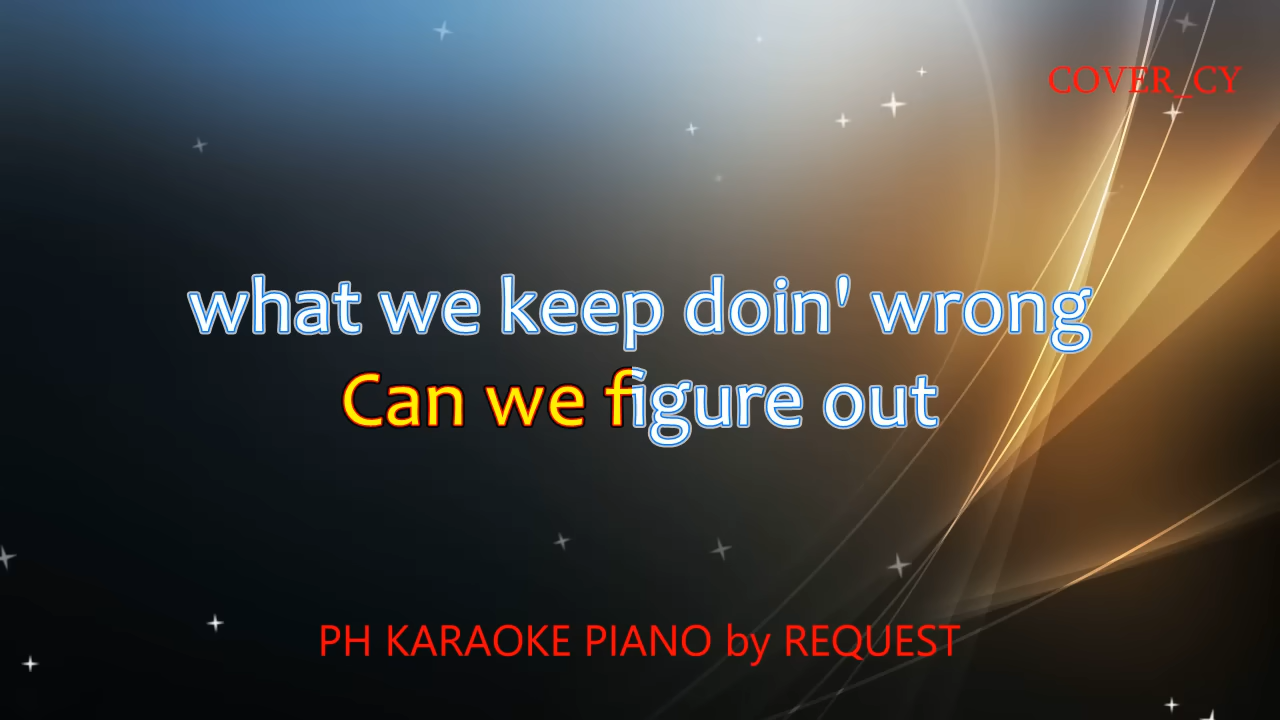 COVER_CY
what we keep doin' wrong
Can we figure out
PH KARAOKE PIANO by REQUEST